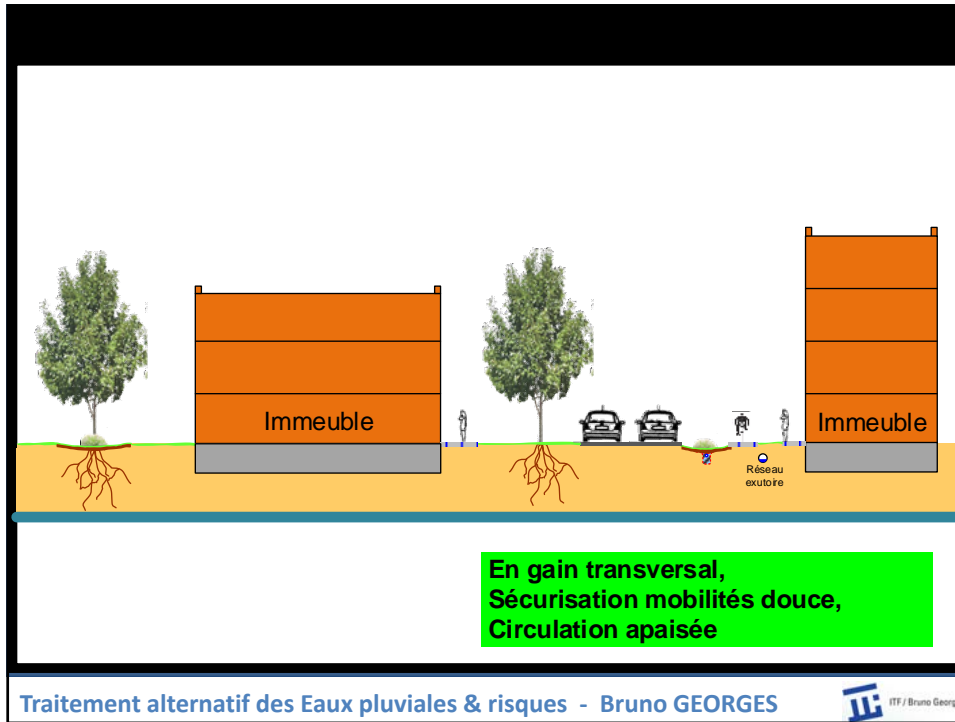 Immeuble
Immeuble
Réseau
exutoire
En gain transversal,
Sécurisation mobilités douce,
Circulation apaisée
Traitement alternatif des Eaux pluviales & risques - Bruno GEORGES
ITF / Bruno Georg